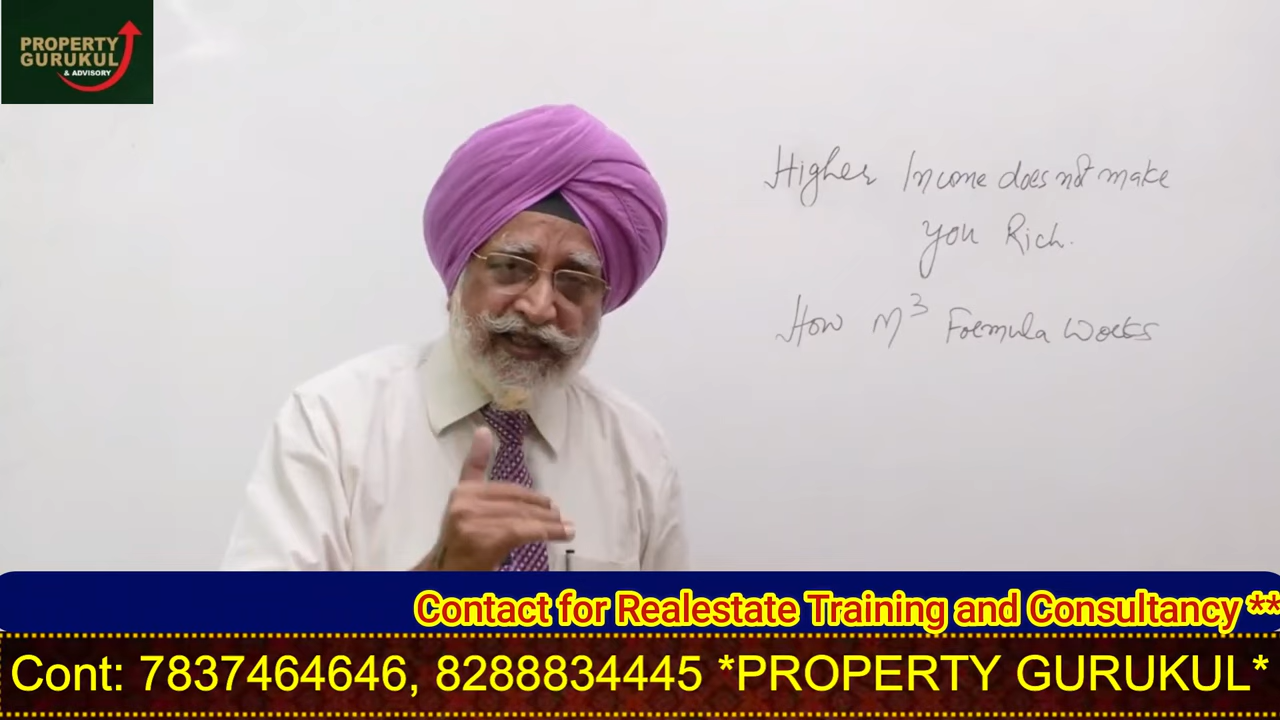 PROPERTY
GURUKUL
& ADVISORY
Higher Income does not make
you Rich.
How M³ Formula Works
Contact for Realestate Training and Consultancy **
Cont: 7837464646, 8288834445 *PROPERTY GURUKUL*